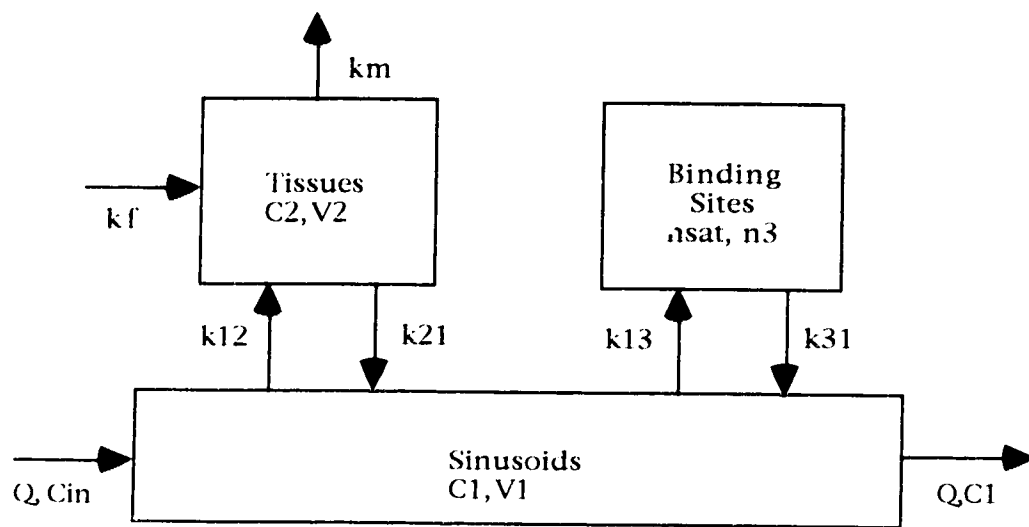 km
Tissues
C2, V2
kf
Binding
Sites
nsat, n3
k12
k21
k13
k31
Sinusoids
C1, V1
Q, Cin
Q,C1